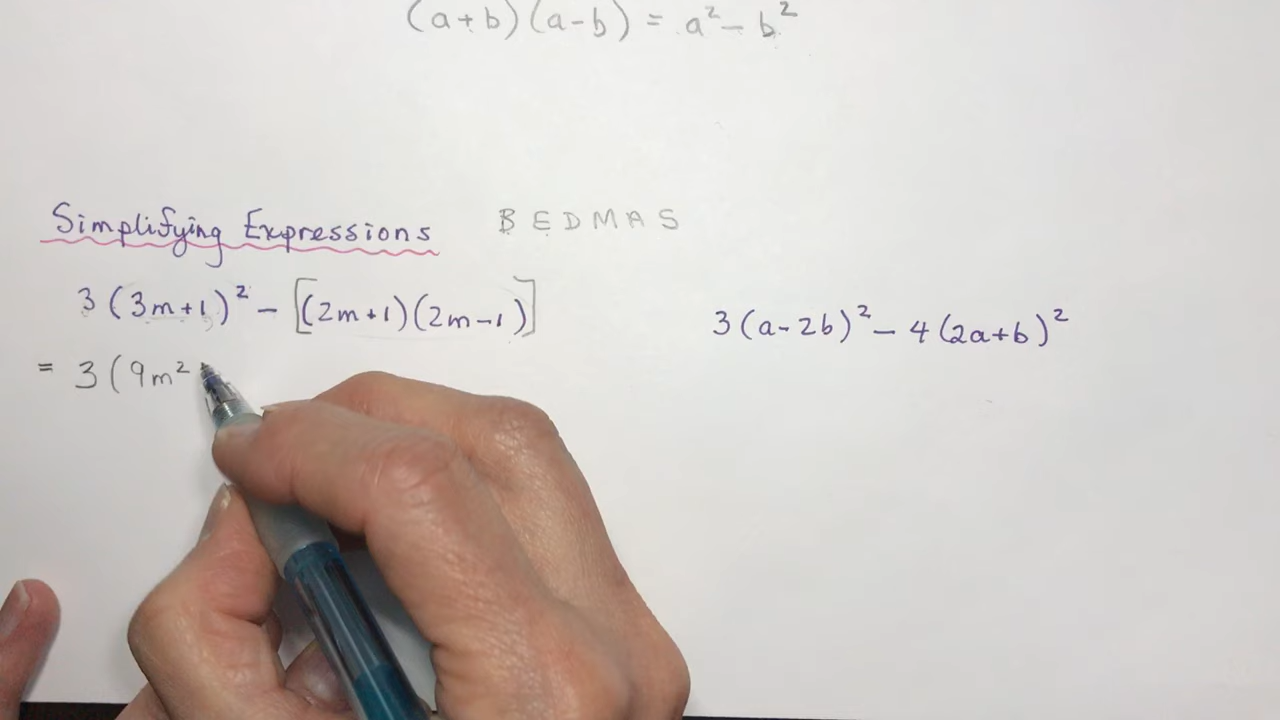 (a+b)(a-b) = a² - b²
Simplifying Expressions BEDMAS
3(3m+1)² - [(2m+1)(2m-1)]
3(a-2b)² - 4(2a+b)²
= 3(9m²